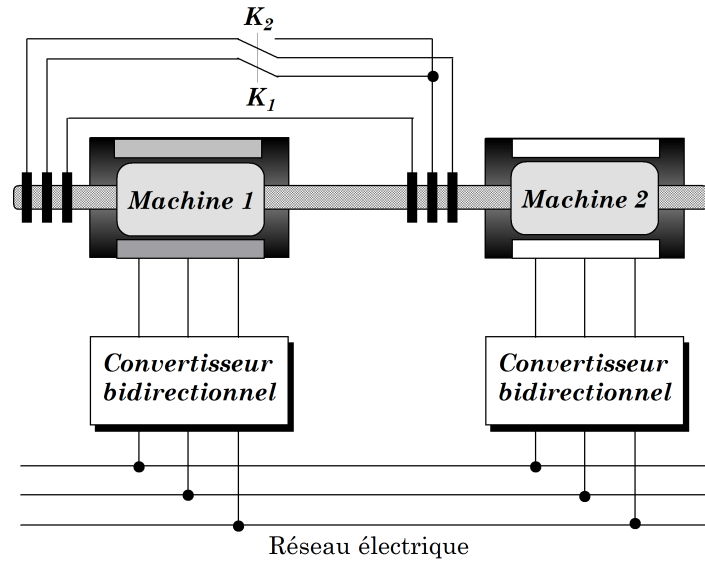 K2
K1
Machine 1
Machine 2
Convertisseur
bidirectionnel
Convertisseur
bidirectionnel
Réseau électrique